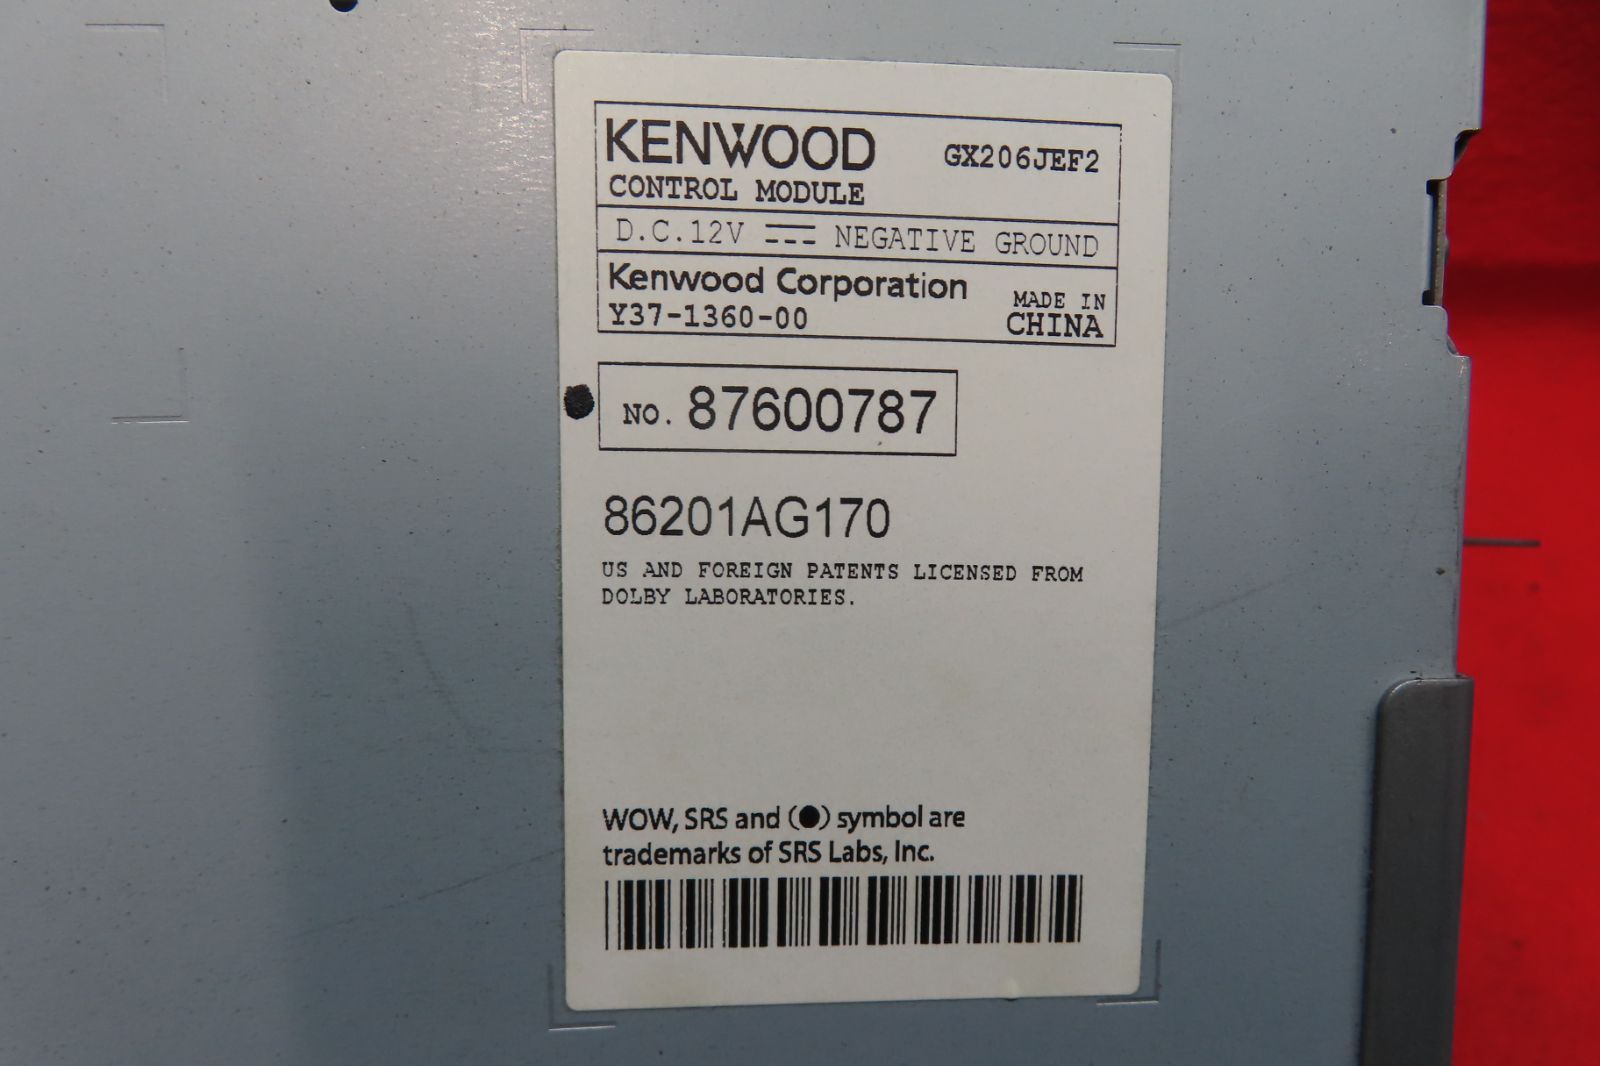 KENWOOD GX206JEF2
CONTROL MODULE
D.C.12V NEGATIVE GROUND
Kenwood Corporation
Y37-1360-00 MADE IN CHINA
NO. 87600787
86201AG170
US AND FOREIGN PATENTS LICENSED FROM
DOLBY LABORATORIES.
WOW, SRS and (●) symbol are
trademarks of SRS Labs, Inc.